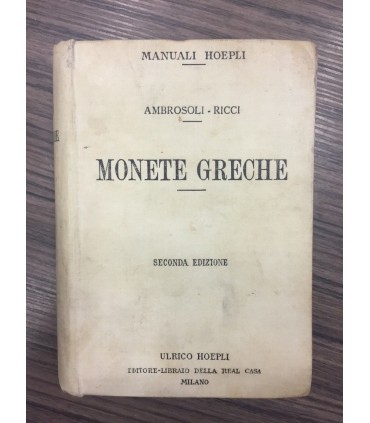 MANUALI HOEPLI
AMBROSOLI - RICCI
MONETE GRECHE
SECONDA EDIZIONE
ULRICO HOEPLI
EDITORE-LIBRAIO DELLA REAL CASA
MILANO